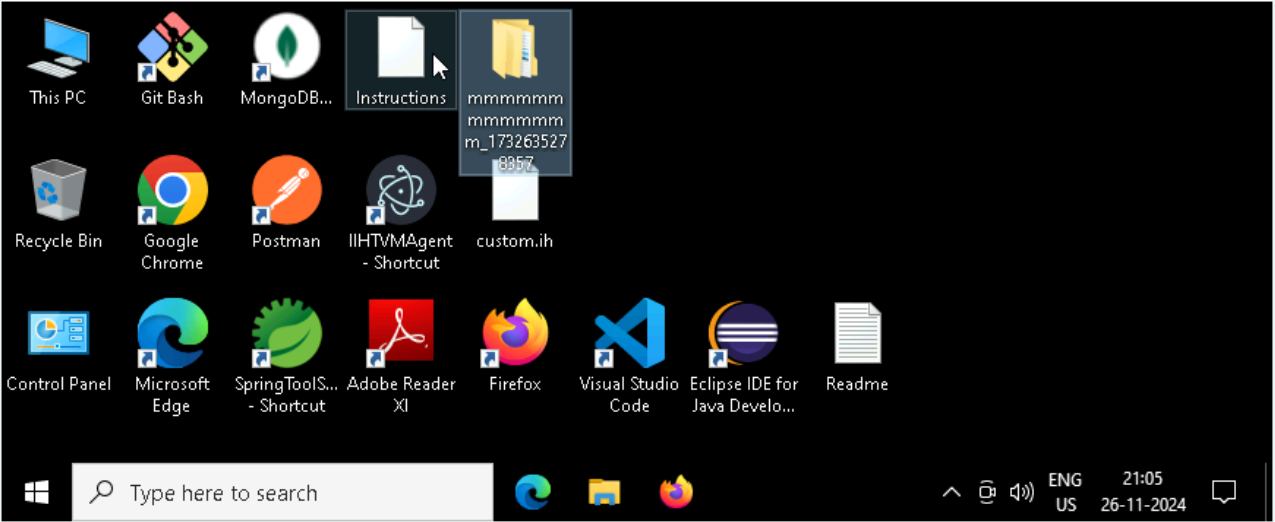 This PC
Git Bash
MongoDB...
Instructions
mmmmmm
mmmmmm
m_173263527
8357
Recycle Bin
Google
Chrome
Postman
IIHTVMAgent
- Shortcut
custom.ih
Control Panel
Microsoft
Edge
SpringToolS...
- Shortcut
Adobe Reader
XI
Firefox
Visual Studio
Code
Eclipse IDE for
Java Develo...
Readme
Type here to search
ENG
US
21:05
26-11-2024